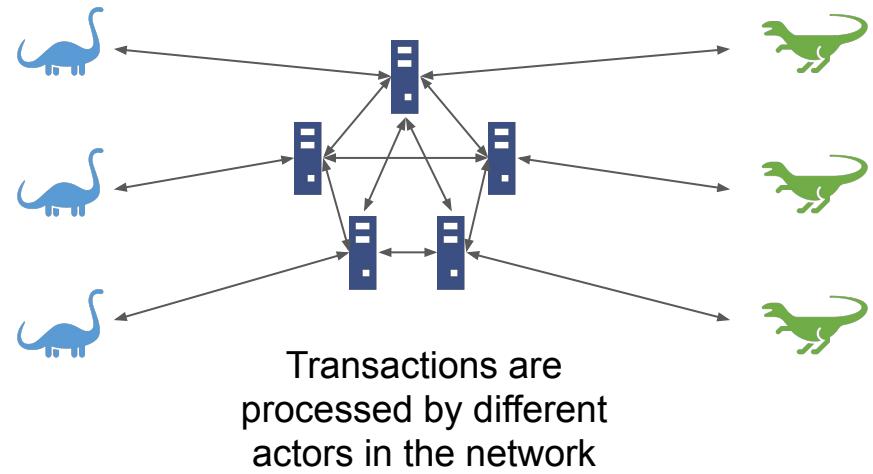 Transactions are
processed by different
actors in the network